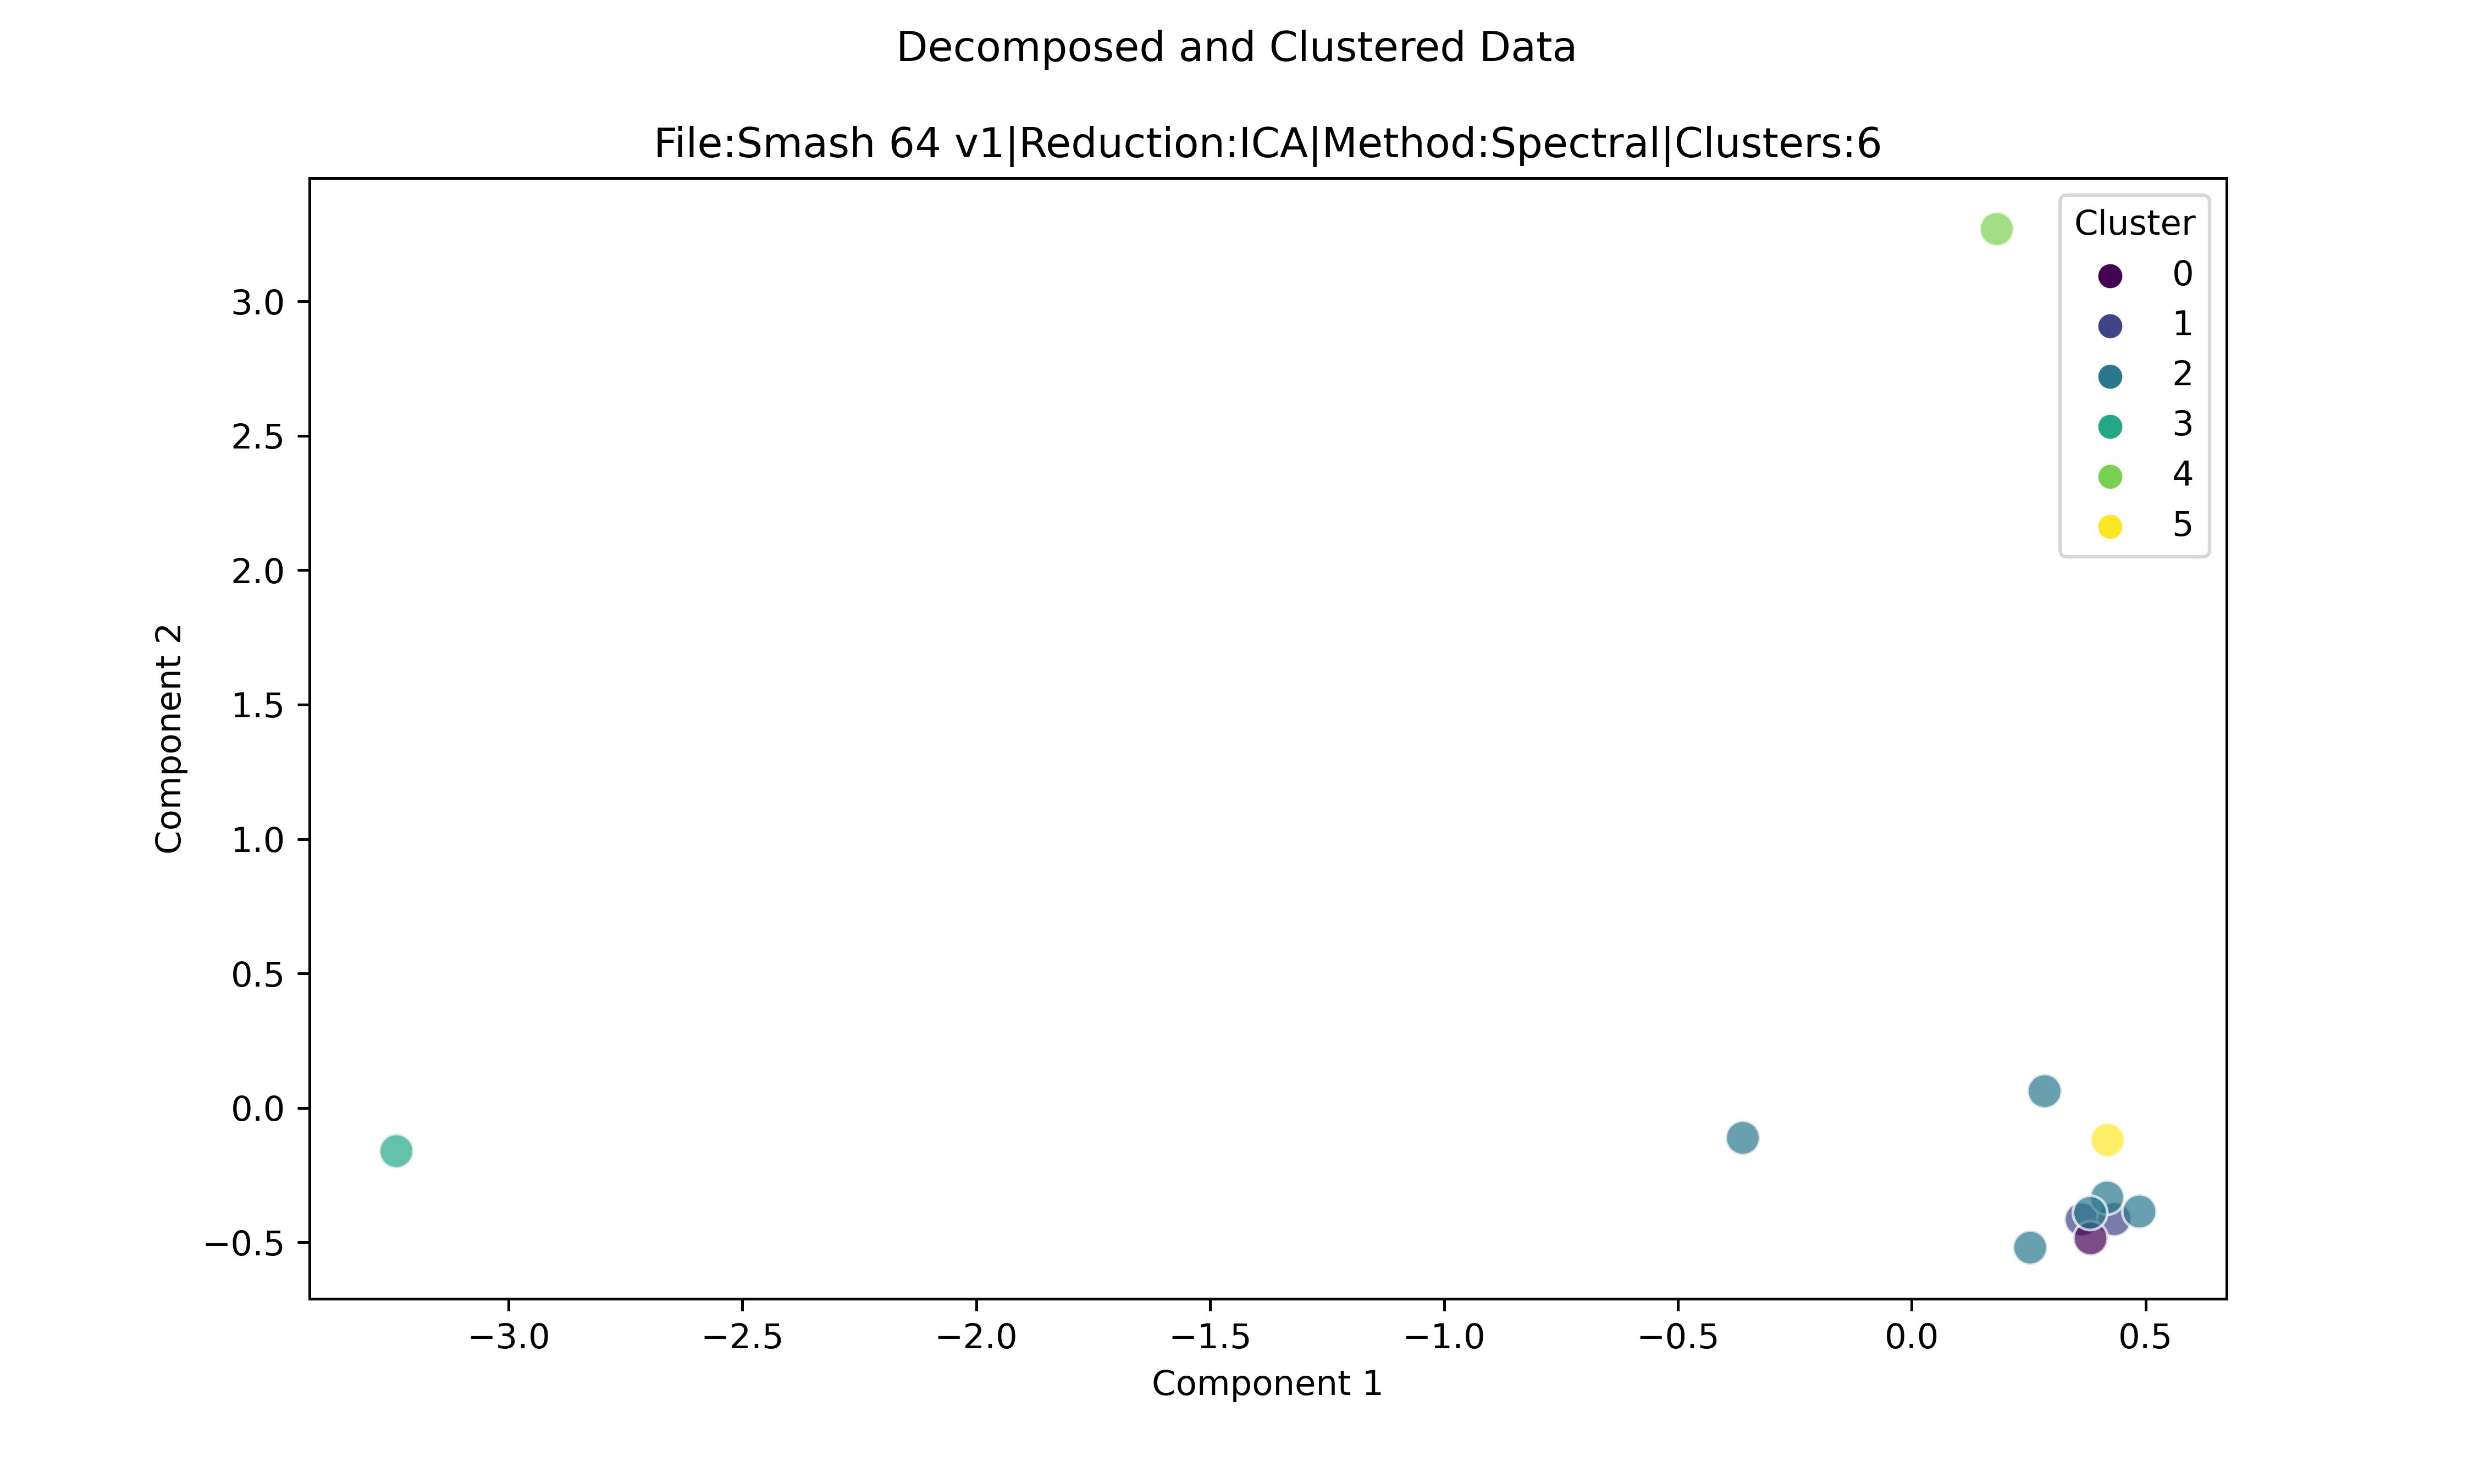 Decomposed and Clustered Data
File:Smash 64 v1|Reduction:ICA|Method:Spectral|Clusters:6
Cluster
0
1
2
3
4
5
3.0
2.5
2.0
1.5
1.0
0.5
0.0
−0.5
Component 2
−3.0 −2.5 −2.0 −1.5 −1.0 −0.5 0.0 0.5
Component 1